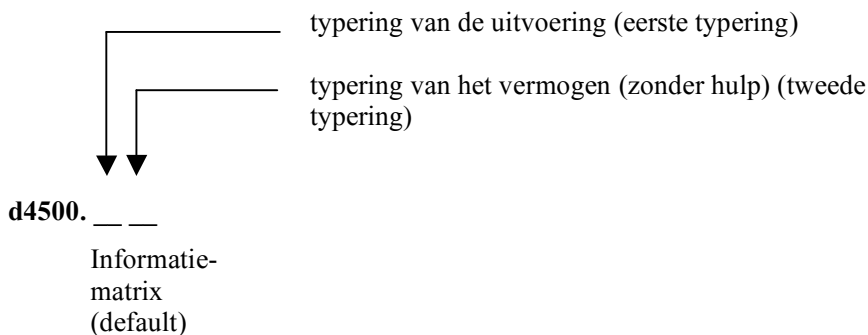 typering van de uitvoering (eerste typering)
typering van het vermogen (zonder hulp) (tweede
typering)
d4500. __ __
Informatie-
matrix
(default)